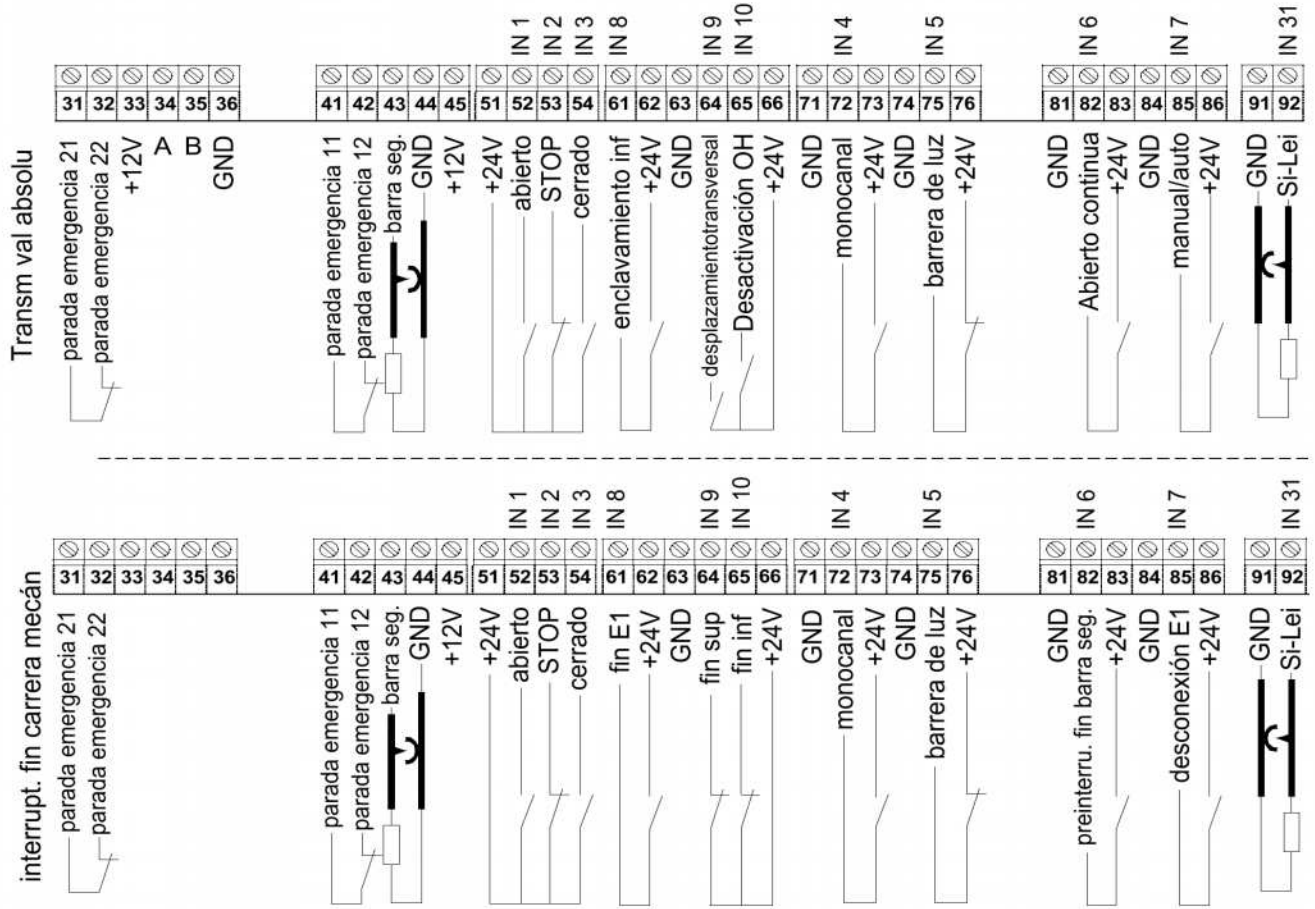 Transm val absolu
IN 1
IN 2
IN 3
IN 8
IN 9
IN 10
IN 4
IN 5
IN 6
IN 7
IN 31
31 32 33 34 35 36
41 42 43 44 45
51 52 53 54
61 62 63 64 65 66
71 72 73 74 75 76
81 82 83 84 85 86
91 92
parada emergencia 21
parada emergencia 22
+12V
A
B
GND
parada emergencia 11
parada emergencia 12
barra seg.
GND
+12V
+24V
abierto
STOP
cerrado
enclavamiento inf
+24V
GND
desplazamientotransversal
Desactivación OH
+24V
GND
monocanal
+24V
GND
barrera de luz
+24V
GND
Abierto continua
+24V
GND
manual/auto
+24V
GND
Si-Lei
interrupt. fin carrera mecán
IN 1
IN 2
IN 3
IN 8
IN 9
IN 10
IN 4
IN 5
IN 6
IN 7
IN 31
31 32 33 34 35 36
41 42 43 44 45
51 52 53 54
61 62 63 64 65 66
71 72 73 74 75 76
81 82 83 84 85 86
91 92
parada emergencia 21
parada emergencia 22
parada emergencia 11
parada emergencia 12
barra seg.
GND
+12V
+24V
abierto
STOP
cerrado
fin E1
+24V
GND
fin sup
fin inf
+24V
GND
monocanal
+24V
GND
barrera de luz
+24V
GND
preinterru. fin barra seg.
+24V
GND
desconexión E1
+24V
GND
Si-Lei